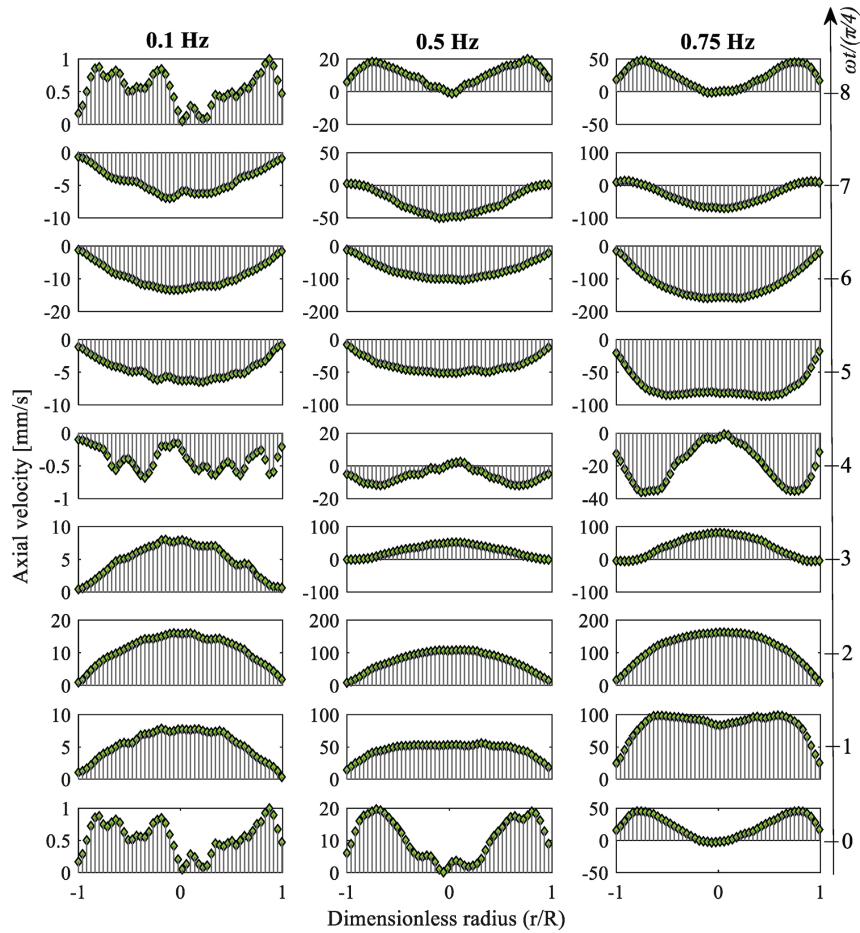 0.1 Hz 0.5 Hz 0.75 Hz ωt/(π/4)
1 20 50
0.5 0 0 8
0 -20 -50
0 50 100
-5 0 0 7
-10 -50 -100
0 0 0
-10 -100 -100 6
-20 -200 -200
0 0 0
-5 -50 -50 5
-10 -100 -100
0 20 0
-0.5 0 -20 4
-1 -20 -40
10 100 100
5 0 0 3
0 -100 -100
20 200 200
10 100 100 2
0 0 0
10 100 100
5 50 50 1
0 0 0
1 20 50
0.5 10 0 0
0 0 -50
-1 0 1 -1 0 1 -1 0 1
Axial velocity [mm/s]
Dimensionless radius (r/R)